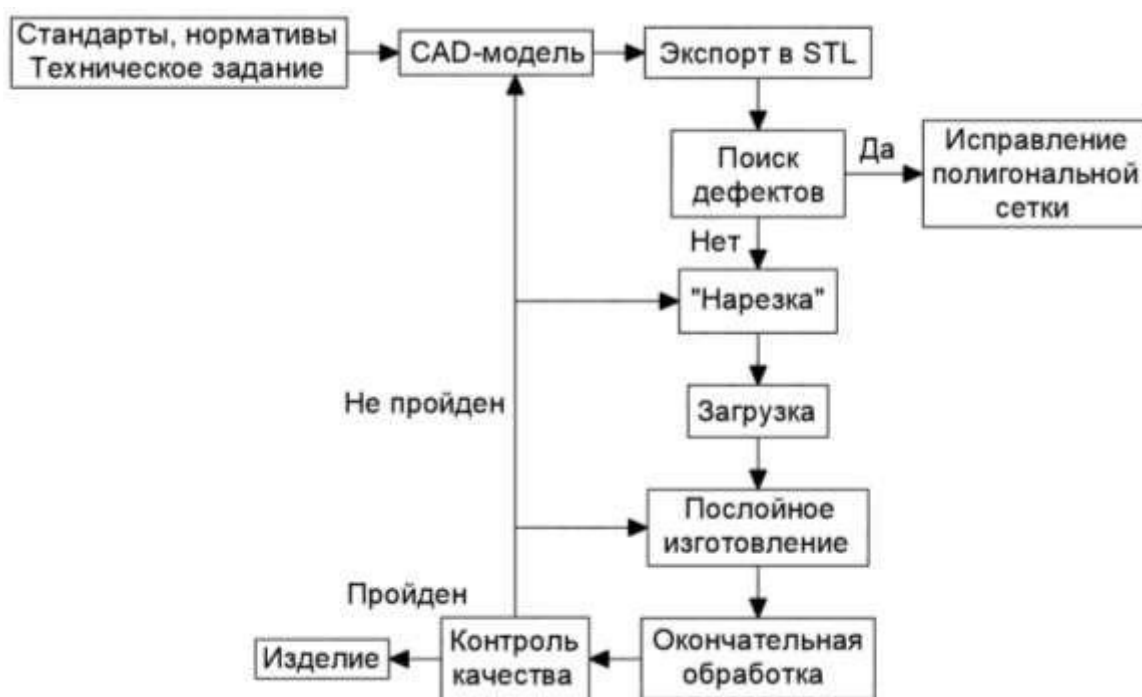 Стандарты, нормативы
Техническое задание
CAD-модель
Экспорт в STL
Поиск
дефектов
Да
Исправление
полигональной
сетки
Нет
"Нарезка"
Не пройден
Загрузка
Послойное
изготовление
Пройден
Изделие
Контроль
качества
Окончательная
обработка